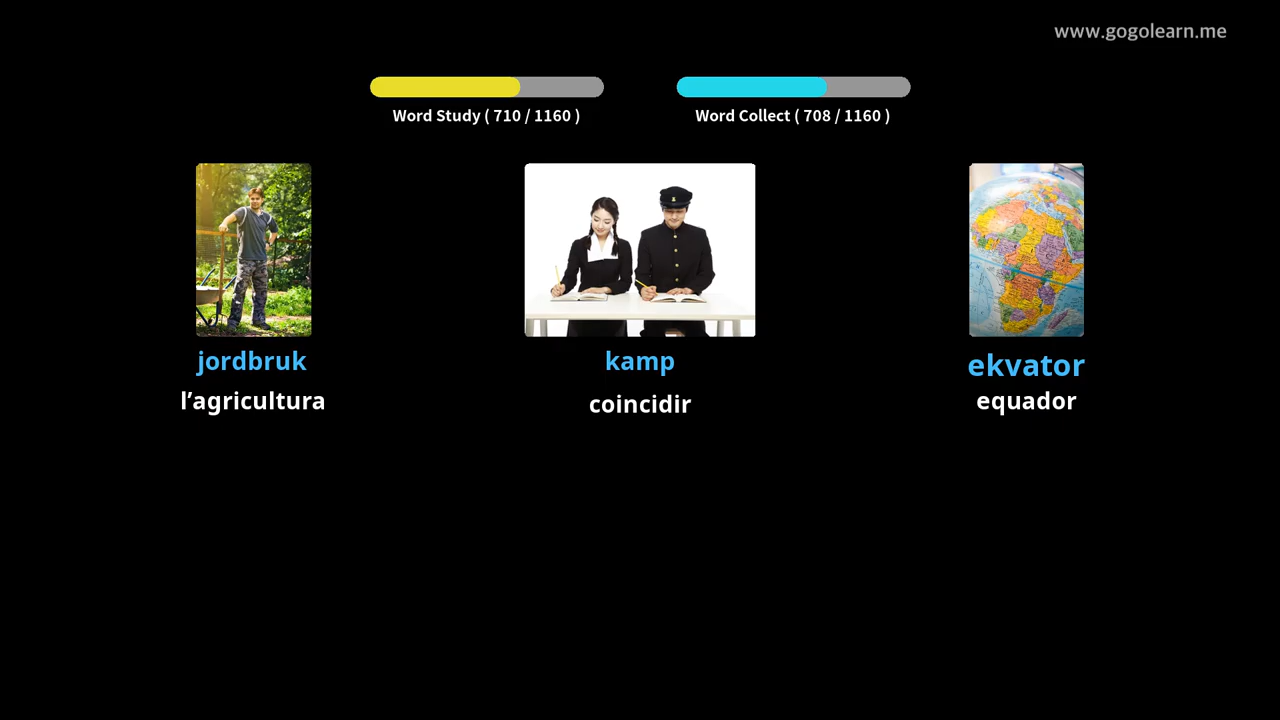 www.gogolearn.me
Word Study ( 710 / 1160 )
Word Collect ( 708 / 1160 )
jordbruk
l’agricultura
kamp
coincidir
ekvator
equador